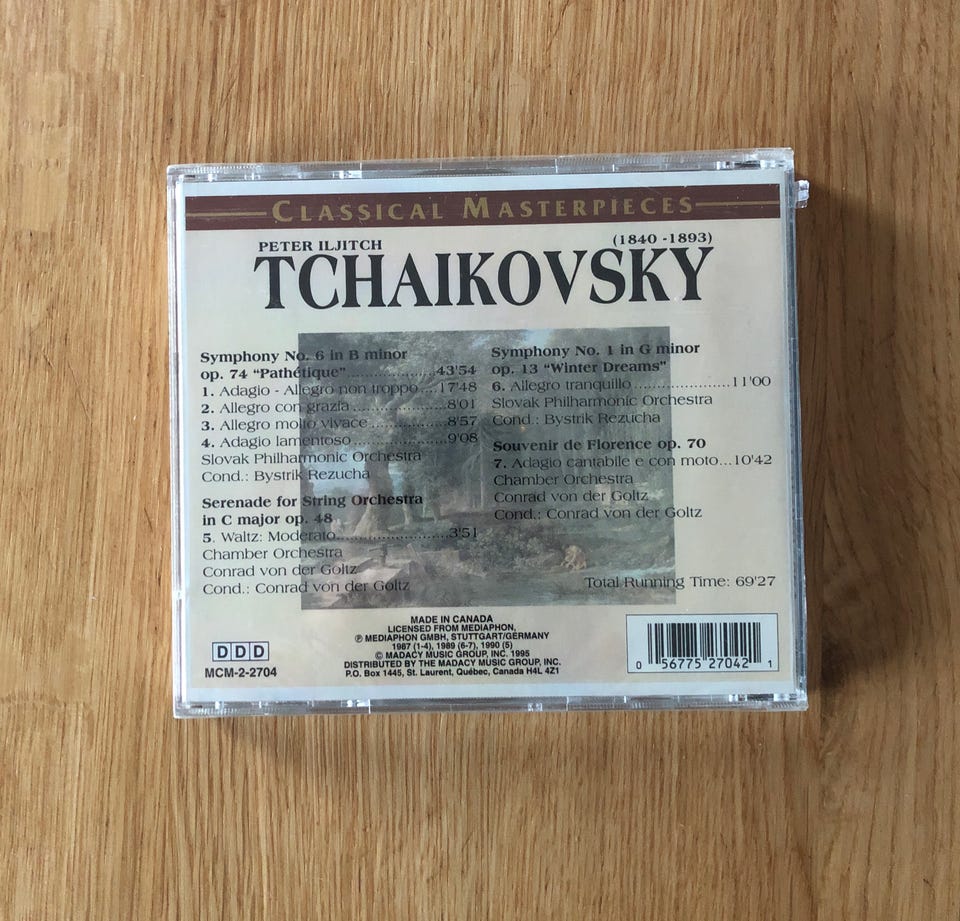 CLASSICAL MASTERPIECES
PETER ILJITCH
(1840 -1893)
TCHAIKOVSKY
Symphony No. 6 in B minor
op. 74 “Pathétique”......................43'54
1. Adagio - Allegro non troppo....17'48
2. Allegro con grazia......................8'01
3. Allegro molto vivace..................8'57
4. Adagio lamentoso......................9'08
Slovak Philharmonic Orchestra
Cond.: Bystrik Rezucha
Serenade for String Orchestra
in C major op. 48
5. Waltz: Moderato.........................3'51
Chamber Orchestra
Conrad von der Goltz
Cond.: Conrad von der Goltz
Symphony No. 1 in G minor
op. 13 “Winter Dreams”
6. Allegro tranquillo......................11'00
Slovak Philharmonic Orchestra
Cond.: Bystrik Rezucha
Souvenir de Florence op. 70
7. Adagio cantabile e con moto...10'42
Chamber Orchestra
Conrad von der Goltz
Cond.: Conrad von der Goltz
Total Running Time: 69'27
DDD
MCM-2-2704
MADE IN CANADA
LICENSED FROM MEDIAPHON,
℗ MEDIAPHON GMBH, STUTTGART/GERMANY
1987 (1-4), 1989 (6-7), 1990 (5)
© MADACY MUSIC GROUP, INC. 1995
DISTRIBUTED BY THE MADACY MUSIC GROUP, INC.
P.O. Box 1445, St. Laurent, Québec, Canada H4L 4Z1
0 56775 27042 1